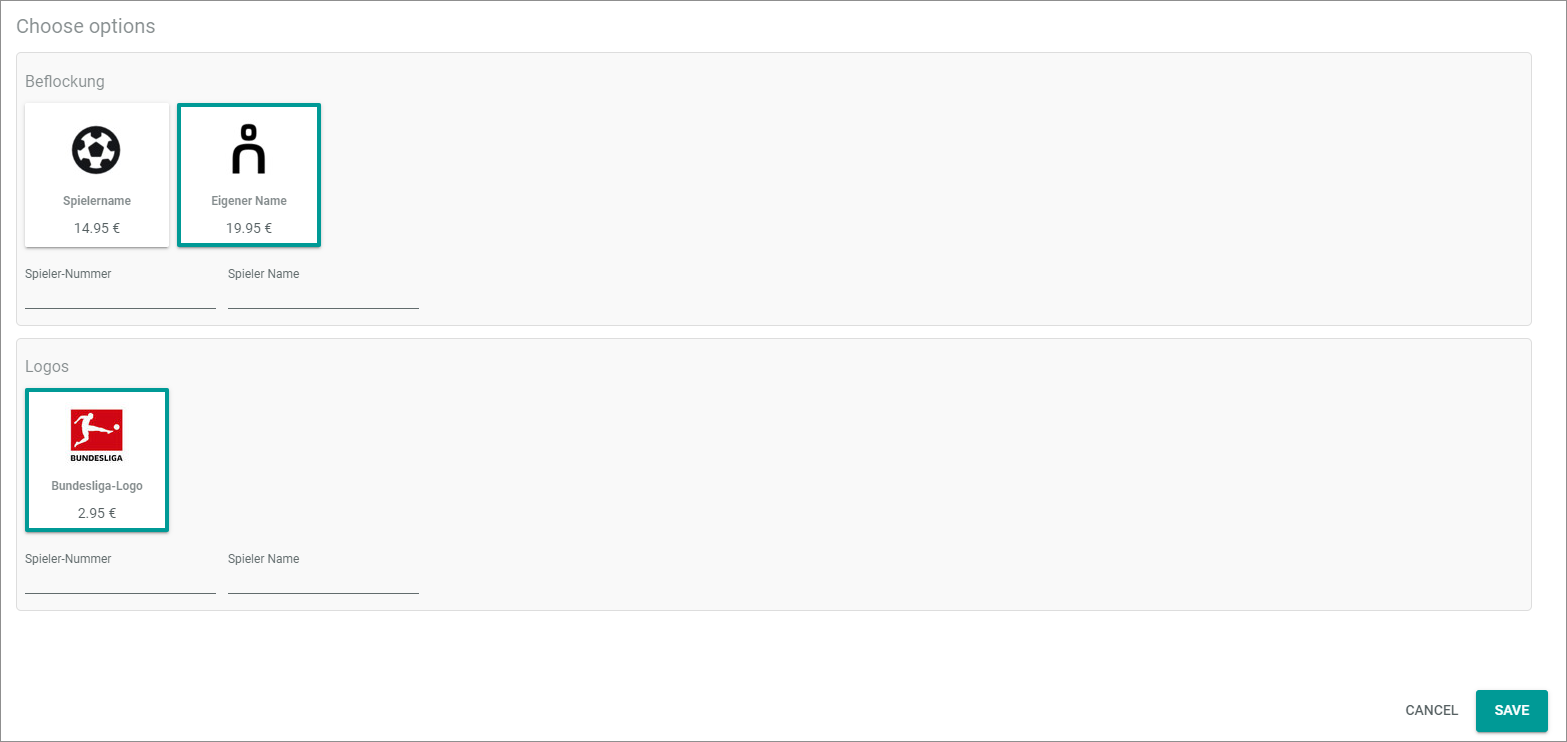 Choose options
Beflockung
Spielername
14.95 €
Eigener Name
19.95 €
Spieler-Nummer
Spieler Name
Logos
BUNDESLIGA
Bundesliga-Logo
2.95 €
Spieler-Nummer
Spieler Name
CANCEL
SAVE